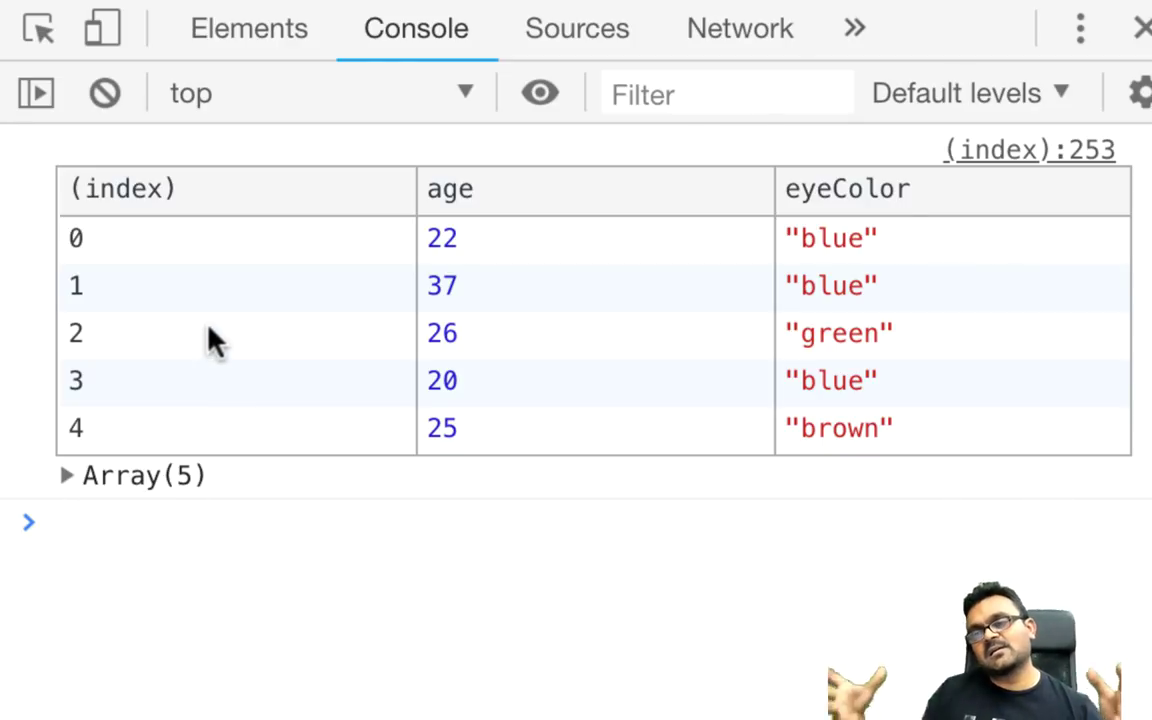 Elements Console Sources Network
top Filter Default levels
(index):253
(index) age eyeColor
0 22 "blue"
1 37 "blue"
2 26 "green"
3 20 "blue"
4 25 "brown"
Array(5)